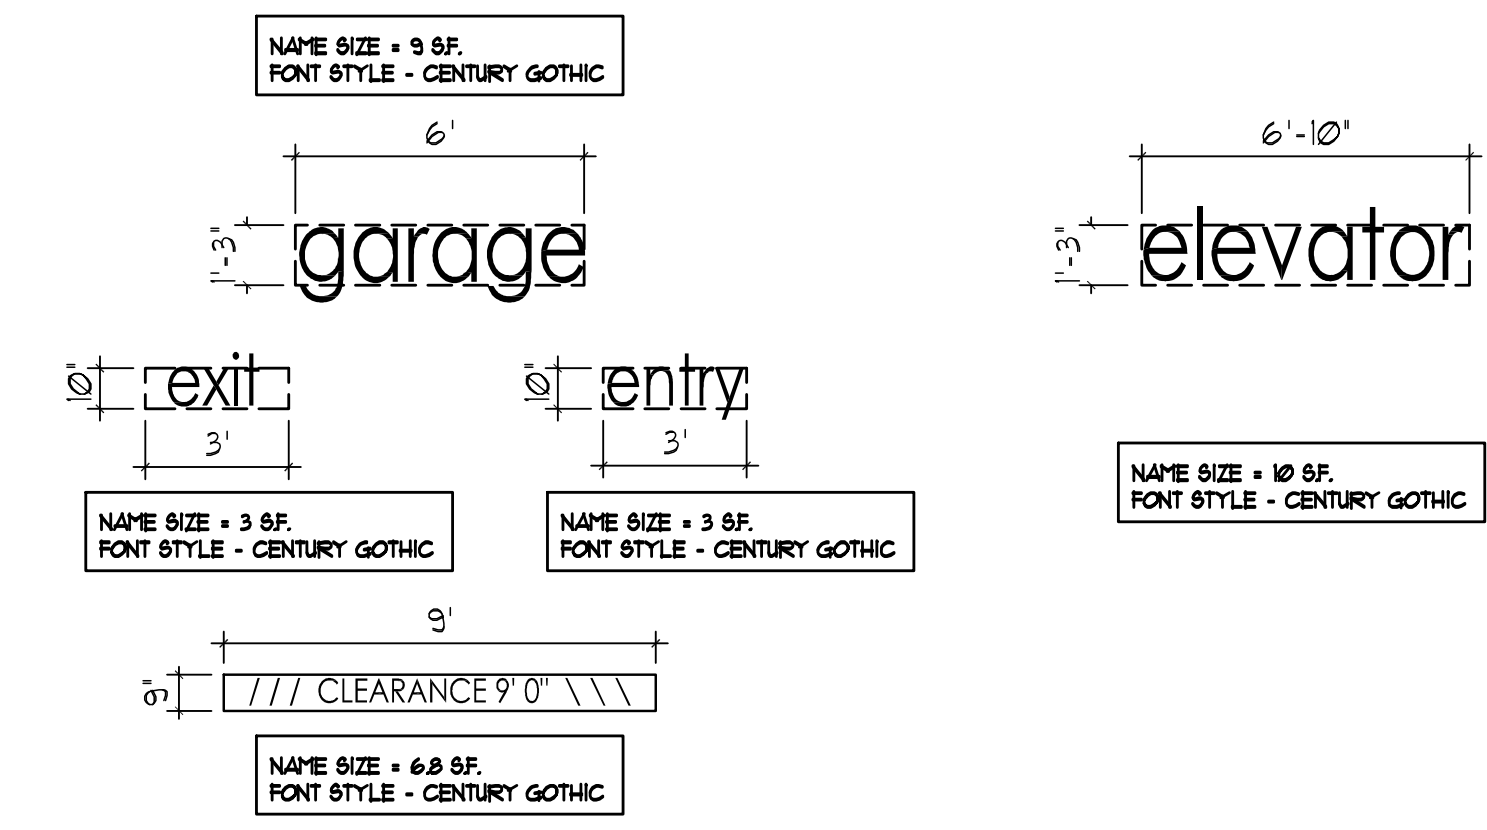 NAME SIZE = 9 S.F.
FONT STYLE - CENTURY GOTHIC
6'
6'-10"
1'-3"
garage
1'-3"
elevator
10"
exit
10"
entry
3'
3'
NAME SIZE = 10 S.F.
FONT STYLE - CENTURY GOTHIC
NAME SIZE = 3 S.F.
FONT STYLE - CENTURY GOTHIC
NAME SIZE = 3 S.F.
FONT STYLE - CENTURY GOTHIC
9'
9"
/ / / CLEARANCE 9' 0" \ \ \
NAME SIZE = 6.8 S.F.
FONT STYLE - CENTURY GOTHIC